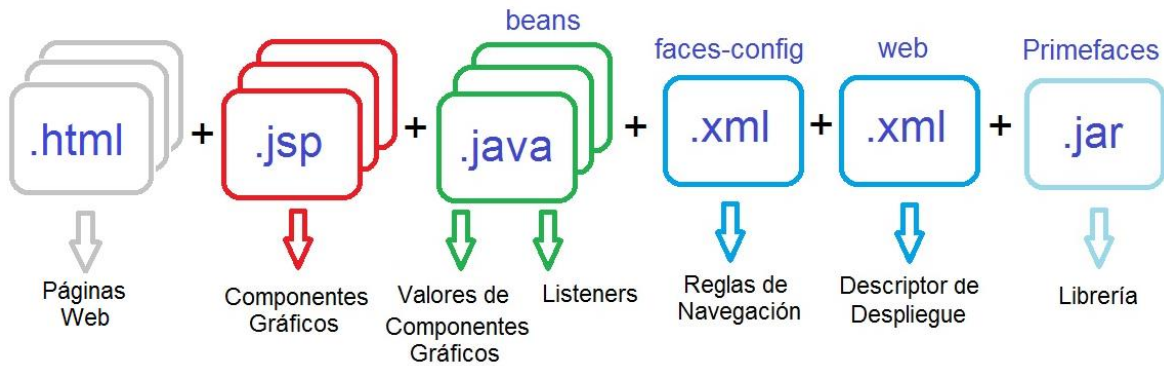 beans
faces-config
web
Primefaces
.html
+
.jsp
+
.java
+
.xml
+
.xml
+
.jar
Páginas
Web
Componentes
Gráficos
Valores de
Componentes
Gráficos
Listeners
Reglas de
Navegación
Descriptor de
Despliegue
Librería